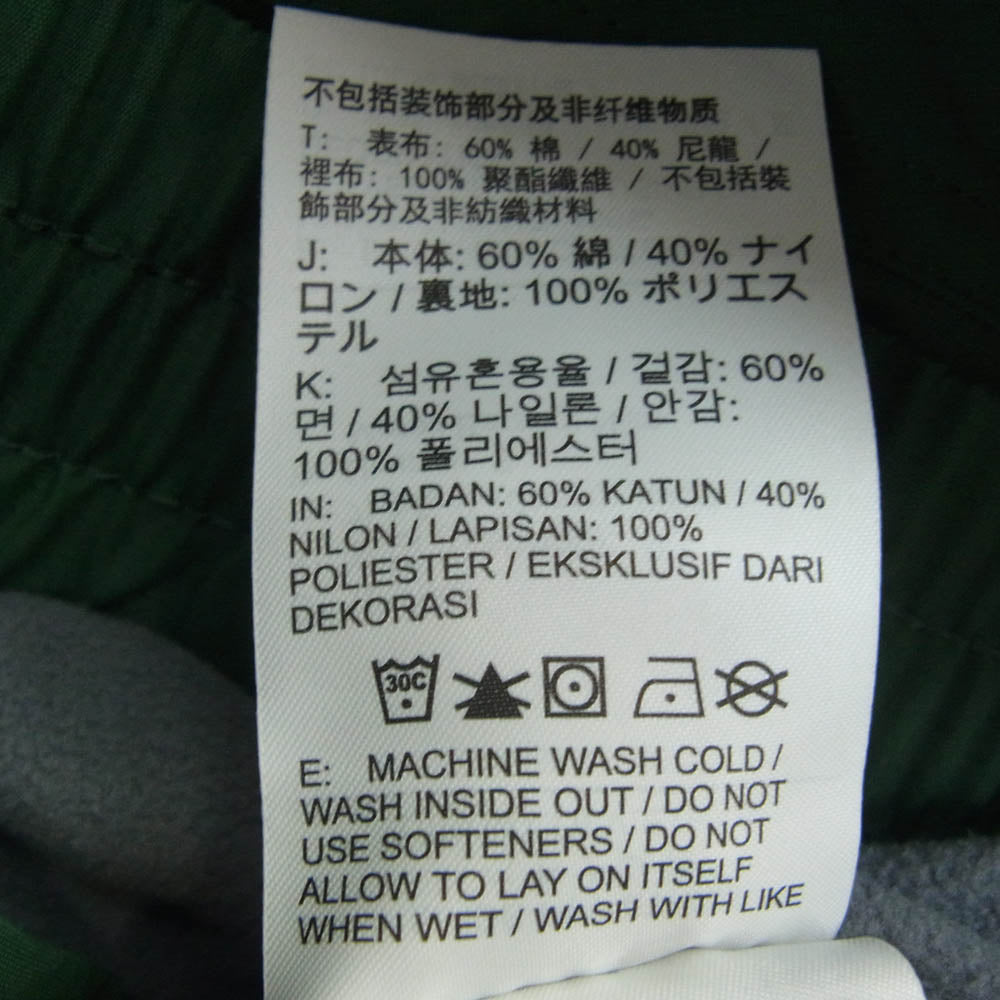 不包括装饰部分及非纤维物质
T: 表布: 60% 棉 / 40% 尼龍 /
裡布: 100% 聚酯纖維 / 不包括裝
飾部分及非紡織材料
J: 本体: 60% 綿 / 40% ナイ
ロン / 裏地: 100% ポリエス
テル
K: 섬유혼용율 / 겉감: 60%
면 / 40% 나일론 / 안감:
100% 폴리에스터
IN: BADAN: 60% KATUN / 40%
NILON / LAPISAN: 100%
POLIESTER / EKSKLUSIF DARI
DEKORASI
30C
E: MACHINE WASH COLD /
WASH INSIDE OUT / DO NOT
USE SOFTENERS / DO NOT
ALLOW TO LAY ON ITSELF
WHEN WET / WASH WITH LIKE